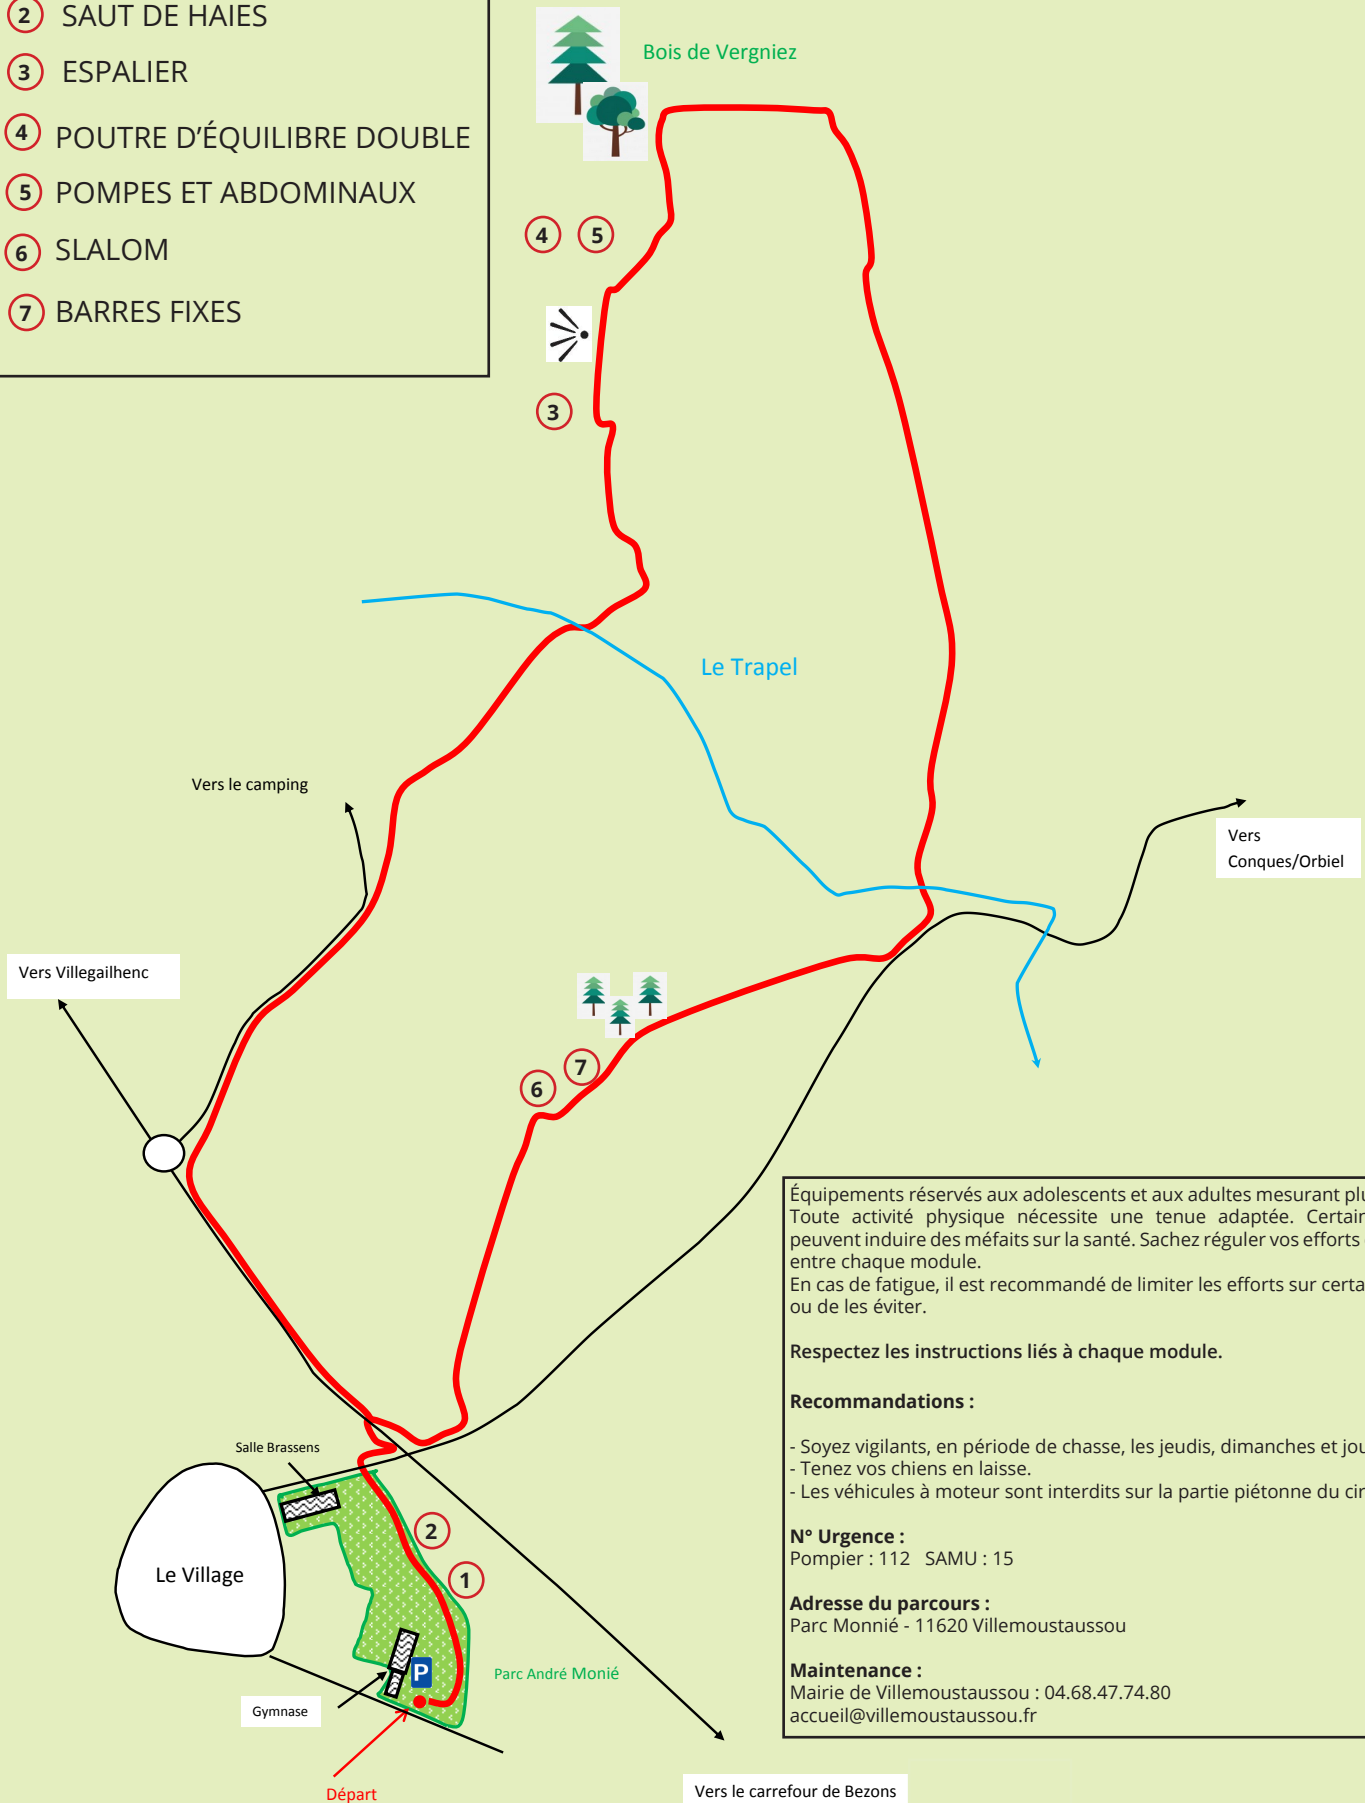 2 SAUT DE HAIES
3 ESPALIER
4 POUTRE D'ÉQUILIBRE DOUBLE
5 POMPES ET ABDOMINAUX
6 SLALOM
7 BARRES FIXES
Bois de Vergniez
4 5
3
Le Trapel
Vers le camping
Vers
Conques/Orbiel
Vers Villegailhenc
7
6
Salle Brassens
2
Le Village
1
P
Parc André Monié
Gymnase
Départ
Vers le carrefour de Bezons
Équipements réservés aux adolescents et aux adultes mesurant
Toute activité physique nécessite une tenue adaptée.
peuvent induire des méfaits sur la santé. Sachez réguler vos efforts
entre chaque module.
En cas de fatigue, il est recommandé de limiter les efforts sur
ou de les éviter.
Respectez les instructions liés à chaque module.
Recommandations :
- Soyez vigilants, en période de chasse, les jeudis, dimanches et
- Tenez vos chiens en laisse.
- Les véhicules à moteur sont interdits sur la partie piétonne du
N° Urgence :
Pompier : 112 SAMU : 15
Adresse du parcours :
Parc Monnié - 11620 Villemoustaussou
Maintenance :
Mairie de Villemoustaussou : 04.68.47.74.80
accueil@villemoustaussou.fr